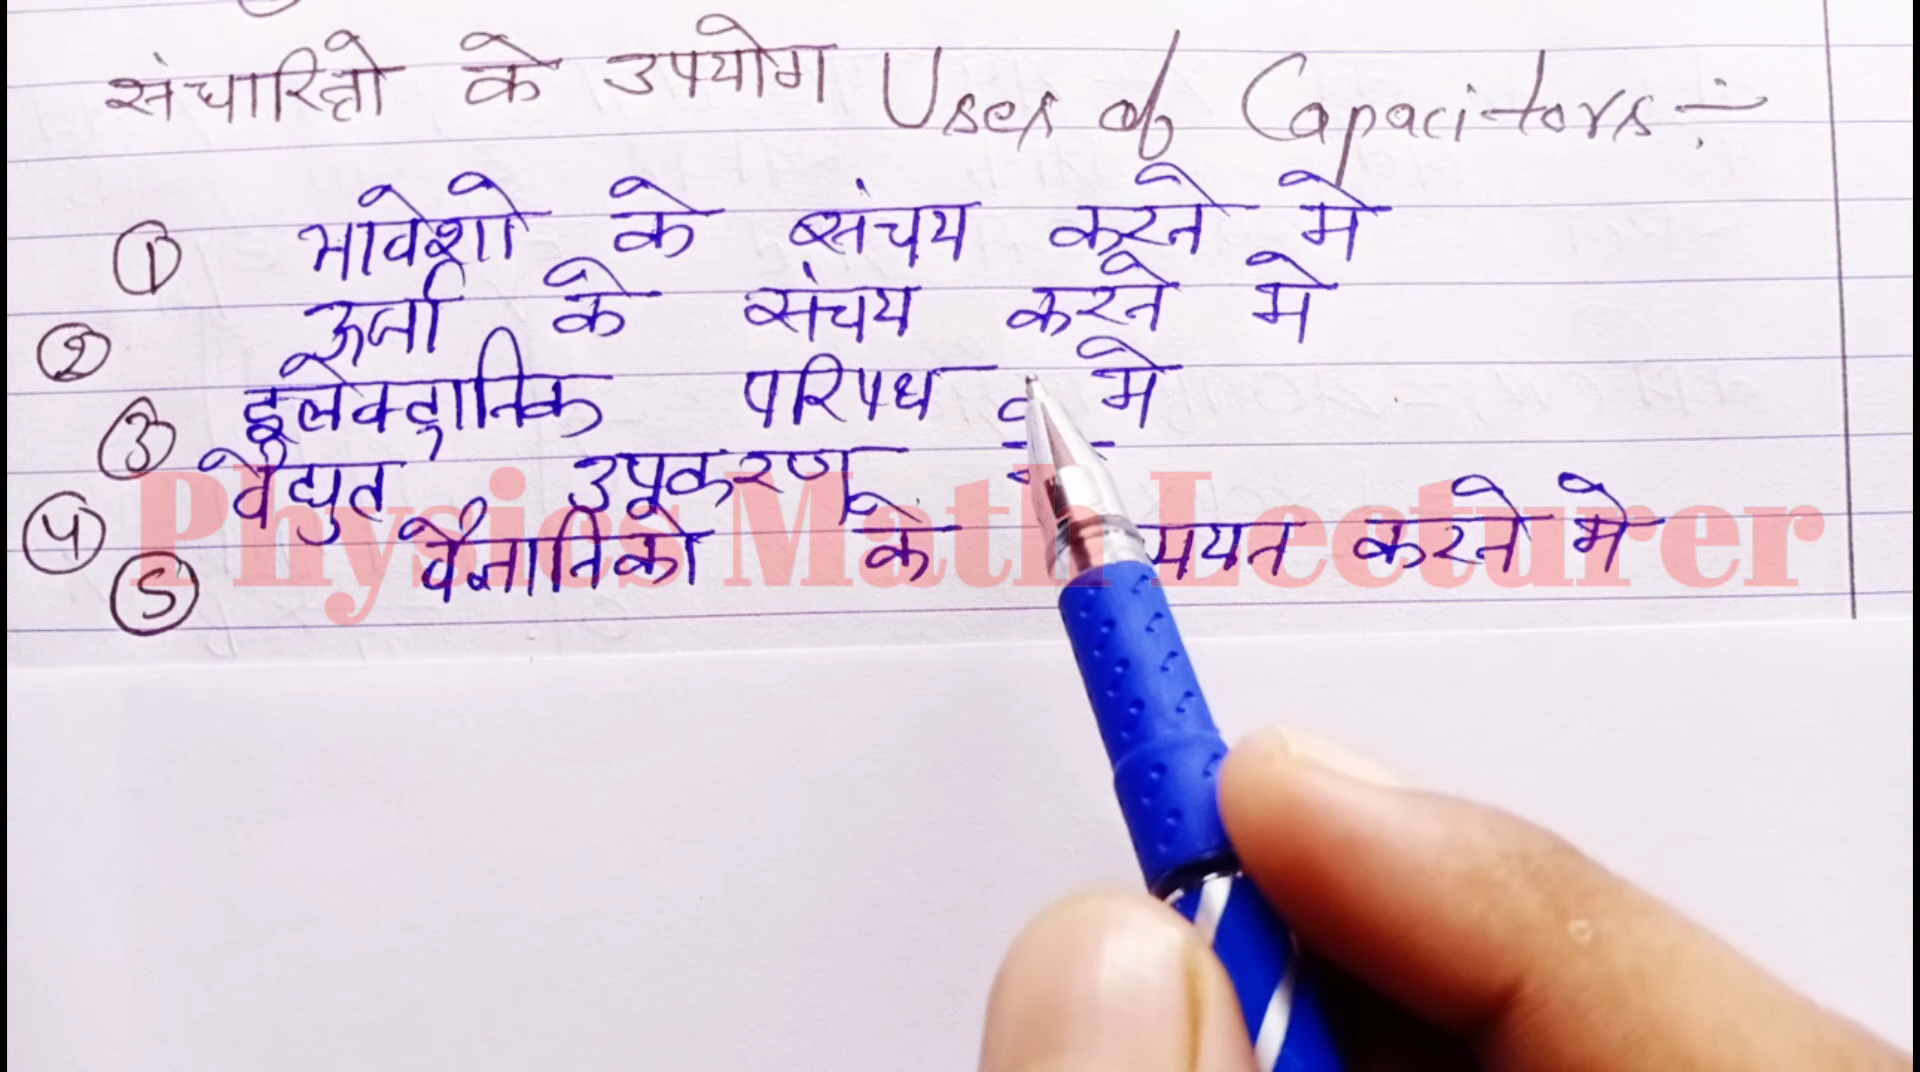 संधारित्रो के उपयोग Uses of Capacitors :-
① आवेशो के संचय करने मे
② ऊर्जा के संचय करने मे
③ इलेक्ट्रानिक परिपथ मे
④ वैद्युत उपकरण
⑤ वैज्ञानिको के करने मे
Physics Math Lecturer